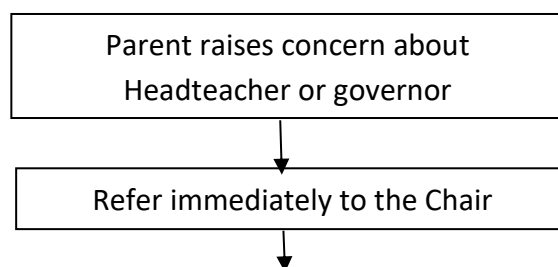 Parent raises concern about
Headteacher or governor
Refer immediately to the Chair